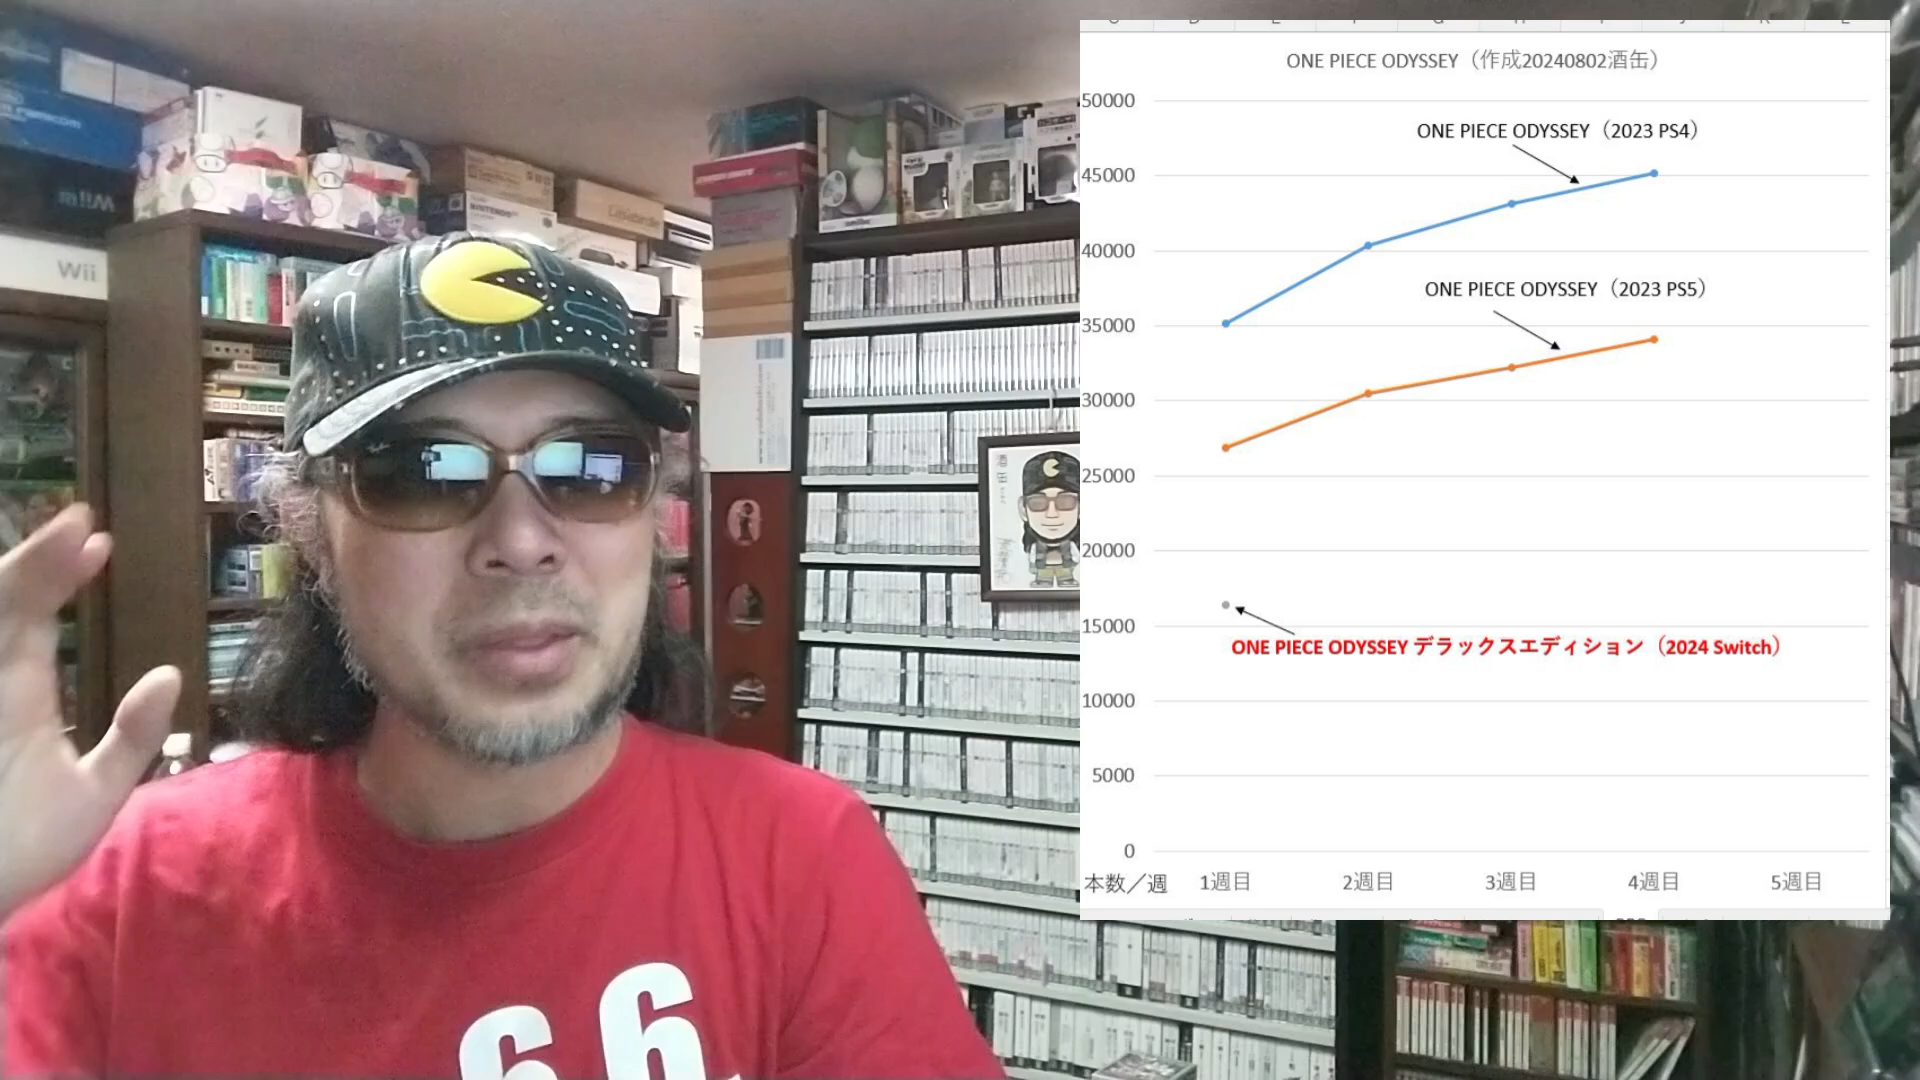 ONE PIECE ODYSSEY（作成20240802酒缶）
50000
ONE PIECE ODYSSEY（2023 PS4）
45000
40000
ONE PIECE ODYSSEY（2023 PS5）
35000
30000
25000
20000
15000
ONE PIECE ODYSSEY デラックスエディション（2024 Switch）
10000
5000
0
本数／週 1週目 2週目 3週目 4週目 5週目
Wii
66